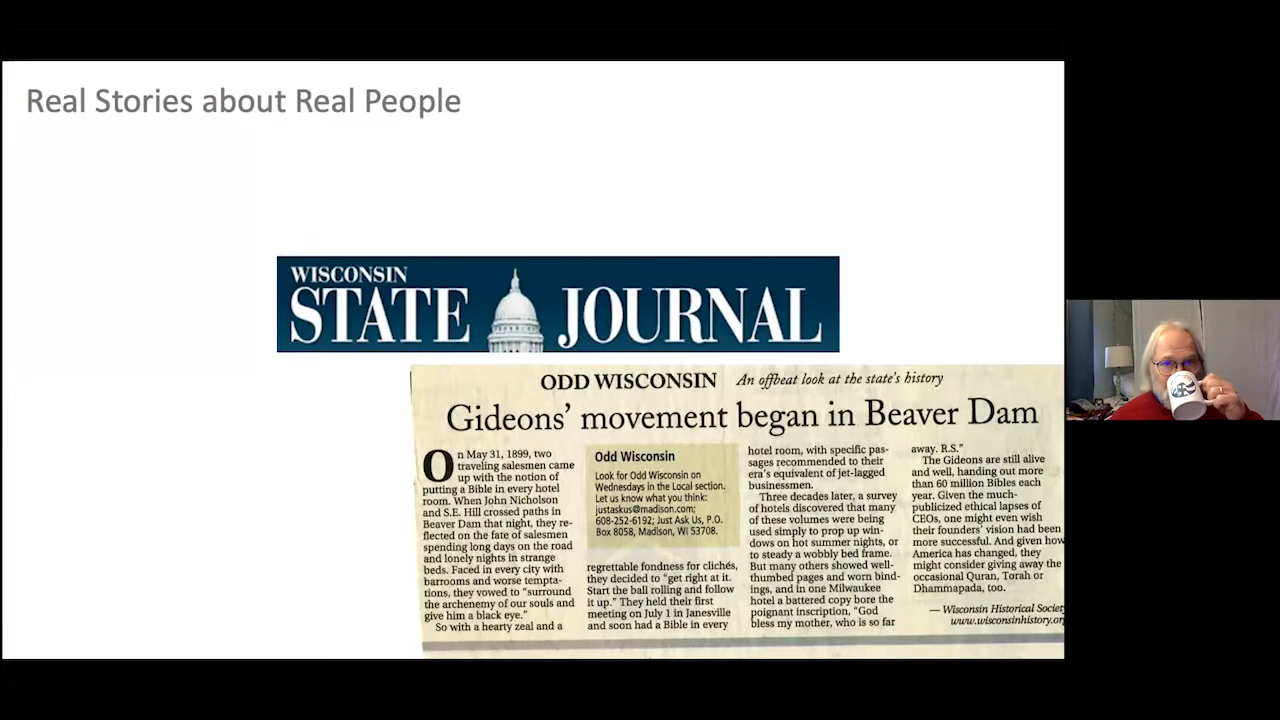 Real Stories about Real People
WISCONSIN
STATE JOURNAL
ODD WISCONSIN An offbeat look at the state's history
Gideons' movement began in Beaver Dam
On May 31, 1899, two
traveling salesmen came
up with the notion of
putting a Bible in every hotel
room. When John Nicholson
and S.E. Hill crossed paths in
Beaver Dam that night, they re-
flected on the fate of salesmen
spending long days on the road
and lonely nights in strange
beds. Faced in every city with
barrooms and worse tempta-
tions, they vowed to "surround
the archenemy of our souls and
give him a black eye."
So with a hearty zeal and a
Odd Wisconsin
Look for Odd Wisconsin on
Wednesdays in the Local section.
Let us know what you think:
justaskus@madison.com;
608-252-6192; Just Ask Us, P.O.
Box 8058, Madison, WI 53708.
regrettable fondness for clichés,
they decided to "get right at it.
Start the ball rolling and follow
it up." They held their first
meeting on July 1 in Janesville
and soon had a Bible in every
hotel room, with specific pas-
sages recommended to their
era's equivalent of jet-lagged
businessmen.
Three decades later, a survey
of hotels discovered that many
of these volumes were being
used simply to prop up win-
dows on hot summer nights, or
to steady a wobbly bed frame.
But many others showed well-
thumbed pages and worn bind-
ings, and in one Milwaukee
hotel a battered copy bore the
poignant inscription, "God
bless my mother, who is so far
away. R.S."
The Gideons are still alive
and well, handing out more
than 60 million Bibles each
year. Given the much-
publicized ethical lapses of
CEOs, one might even wish
their founders' vision had been
more successful. And given how
America has changed, they
might consider giving away the
occasional Quran, Torah or
Dhammapada, too.
— Wisconsin Historical Society
www.wisconsinhistory.or